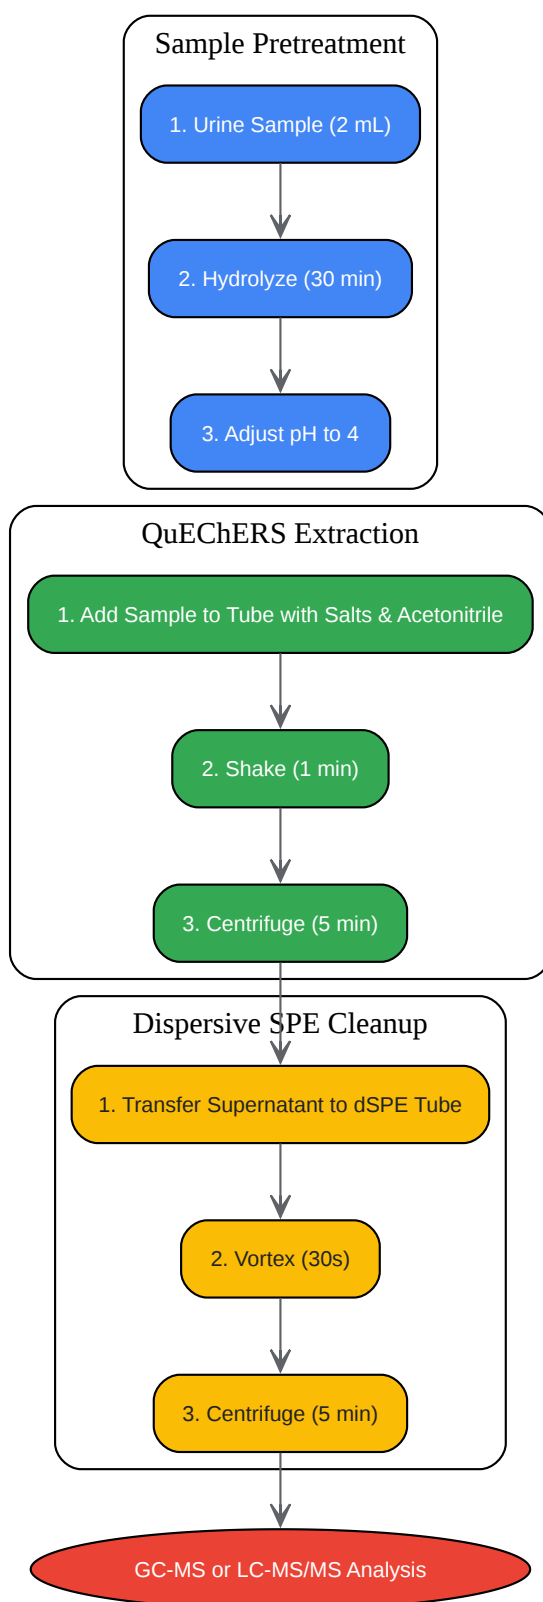 Sample Pretreatment
1. Urine Sample (2 mL)
2. Hydrolyze (30 min)
3. Adjust pH to 4
QuEChERS Extraction
1. Add Sample to Tube with Salts & Acetonitrile
2. Shake (1 min)
3. Centrifuge (5 min)
Dispersive SPE Cleanup
1. Transfer Supernatant to dSPE Tube
2. Vortex (30s)
3. Centrifuge (5 min)
GC-MS or LC-MS/MS Analysis